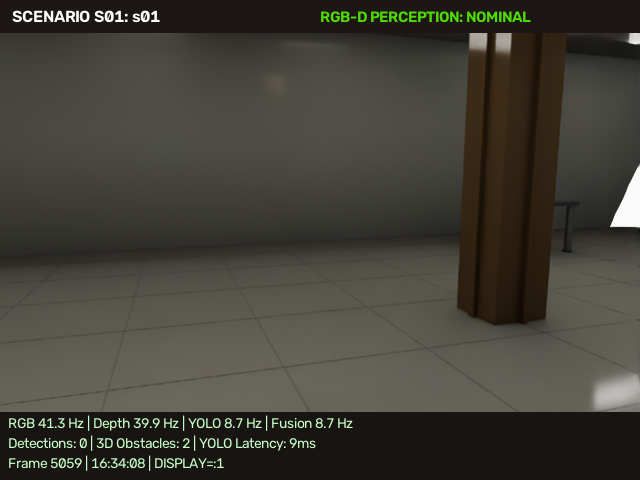 SCENARIO S01: s01
RGB-D PERCEPTION: NOMINAL
RGB 41.3 Hz | Depth 39.9 Hz | YOLO 8.7 Hz | Fusion 8.7 Hz
Detections: 0 | 3D Obstacles: 2 | YOLO Latency: 9ms
Frame 5059 | 16:34:08 | DISPLAY=:1